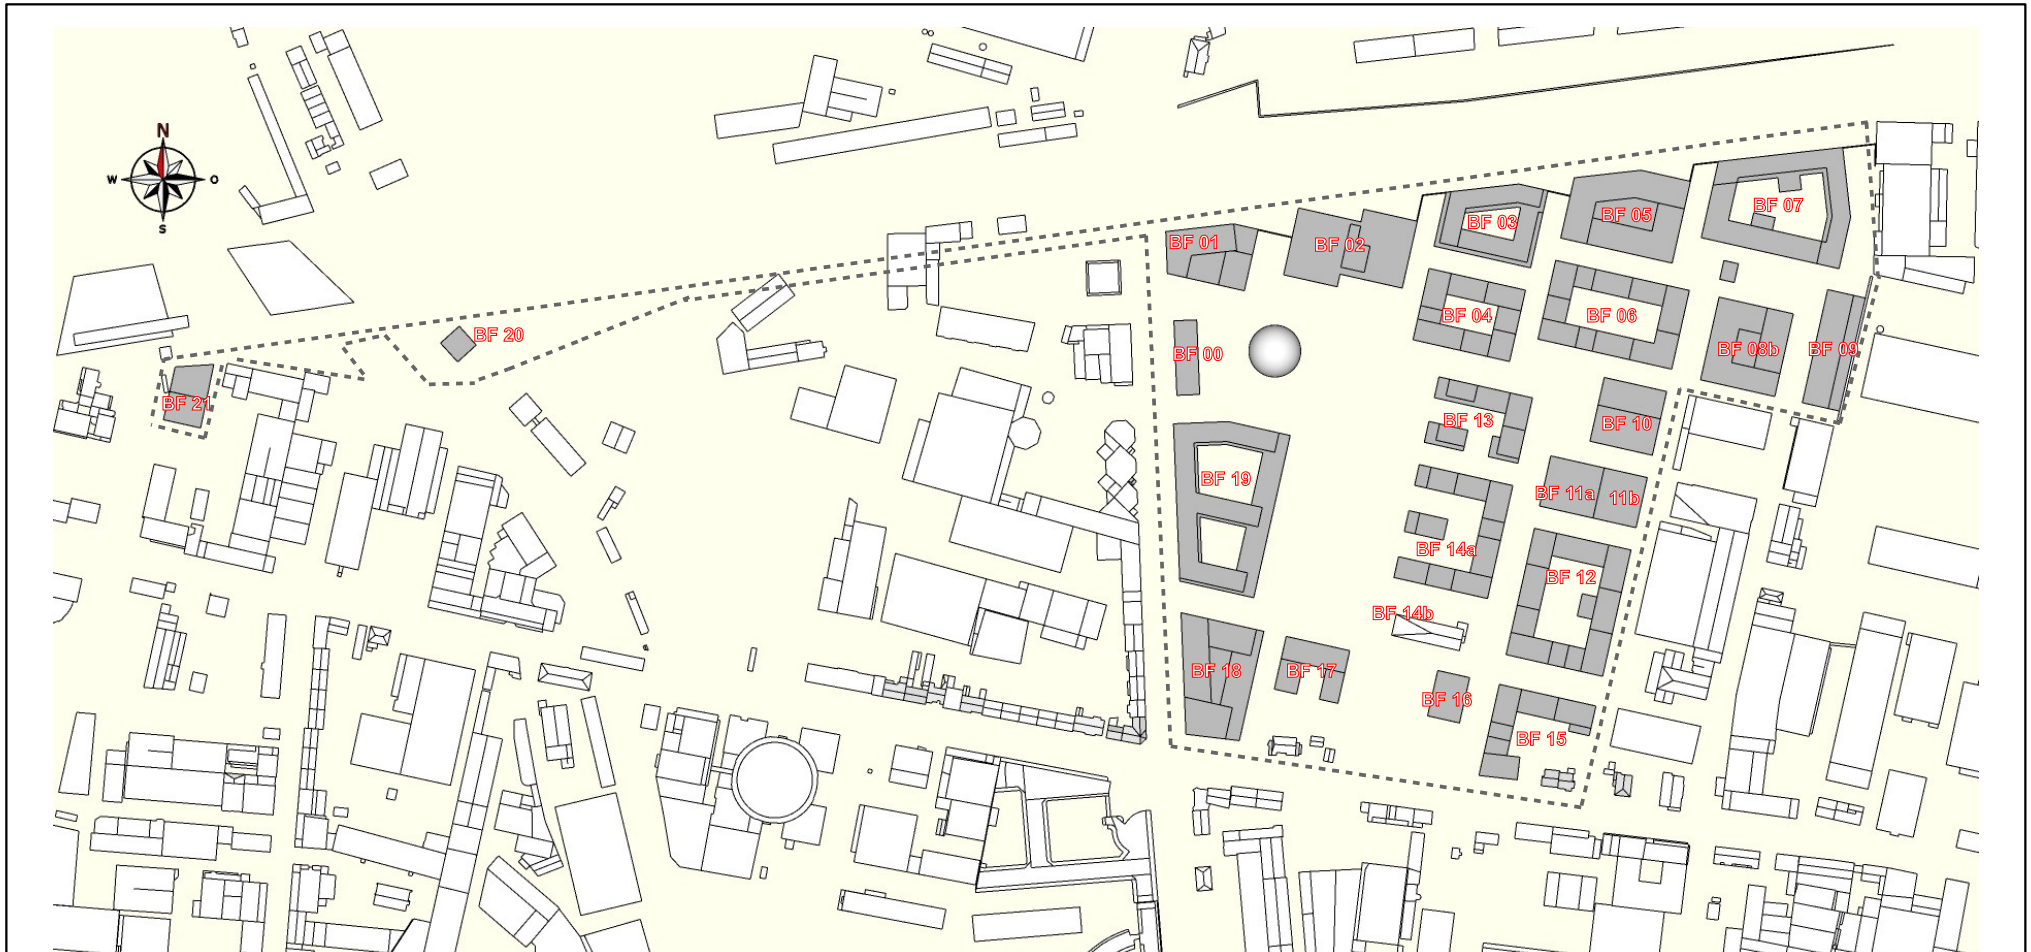 N
W O
S
BF 07
BF 05
BF 03
BF 01
BF 02
BF 04
BF 06
BF 20
BF 00
BF 08b
BF 09
BF 21
BF 13
BF 10
BF 19
BF 11a
11b
BF 14a
BF 12
BF 14b
BF 18
BF 17
BF 16
BF 15